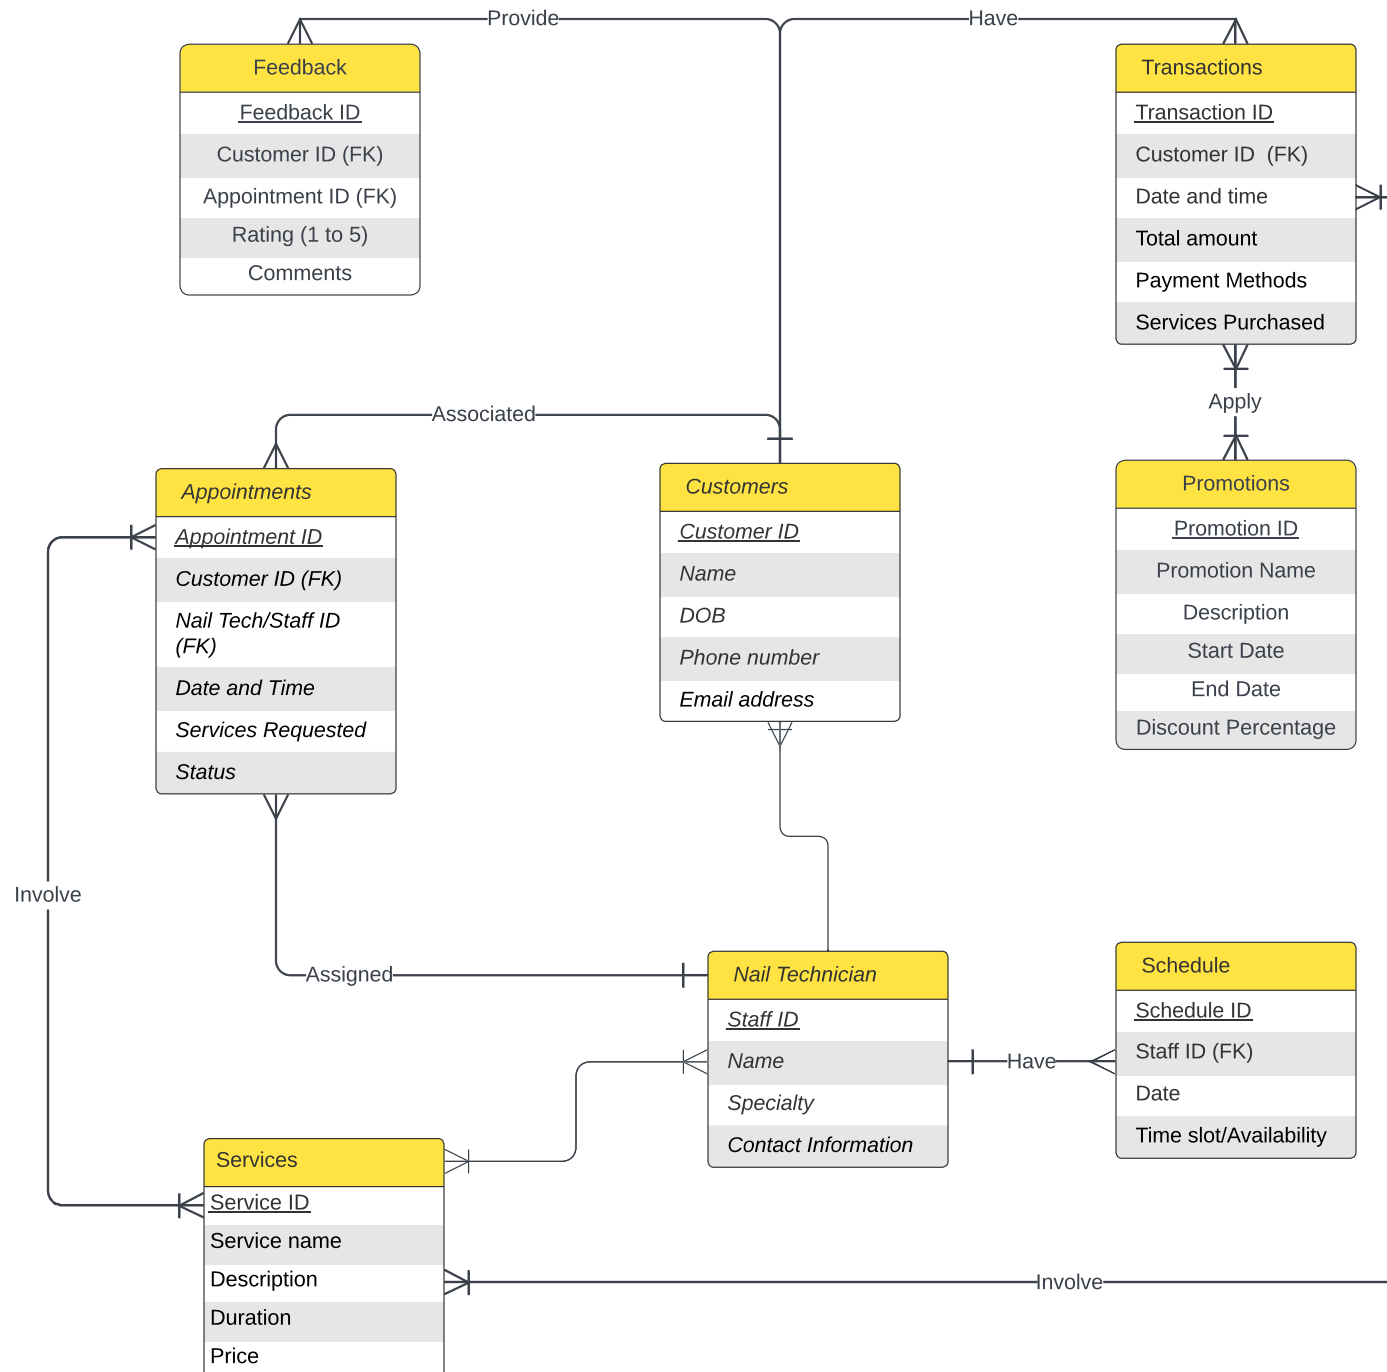 Provide
Have
Feedback
Feedback ID
Customer ID (FK)
Appointment ID (FK)
Rating (1 to 5)
Comments
Transactions
Transaction ID
Customer ID  (FK)
Date and time
Total amount
Payment Methods
Services Purchased
Apply
Associated
Appointments
Appointment ID
Customer ID (FK)
Nail Tech/Staff ID
(FK)
Date and Time
Services Requested
Status
Customers
Customer ID
Name
DOB
Phone number
Email address
Promotions
Promotion ID
Promotion Name
Description
Start Date
End Date
Discount Percentage
Involve
Assigned
Nail Technician
Staff ID
Name
Specialty
Contact Information
Have
Schedule
Schedule ID
Staff ID (FK)
Date
Time slot/Availability
Services
Service ID
Service name
Description
Duration
Price
Involve